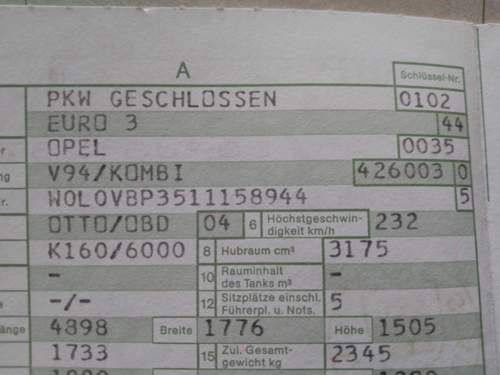 A
Schlüssel-Nr.
PKW GESCHLOSSEN 0102
EURO 3 44
OPEL 0035
V94/KOMBI 426003 0
WOLOVBP3511158944 5
OTTO/OBD 04 6 Höchstgeschwin-
digkeit km/h 232
K160/6000 8 Hubraum cm³ 3175
- 10 Rauminhalt
des Tanks m³ -
-/- 12 Sitzplätze einschl.
Führerpl. u. Nots. 5
änge 4898 Breite 1776 Höhe 1505
1733 15 Zul. Gesamt-
gewicht kg 2345